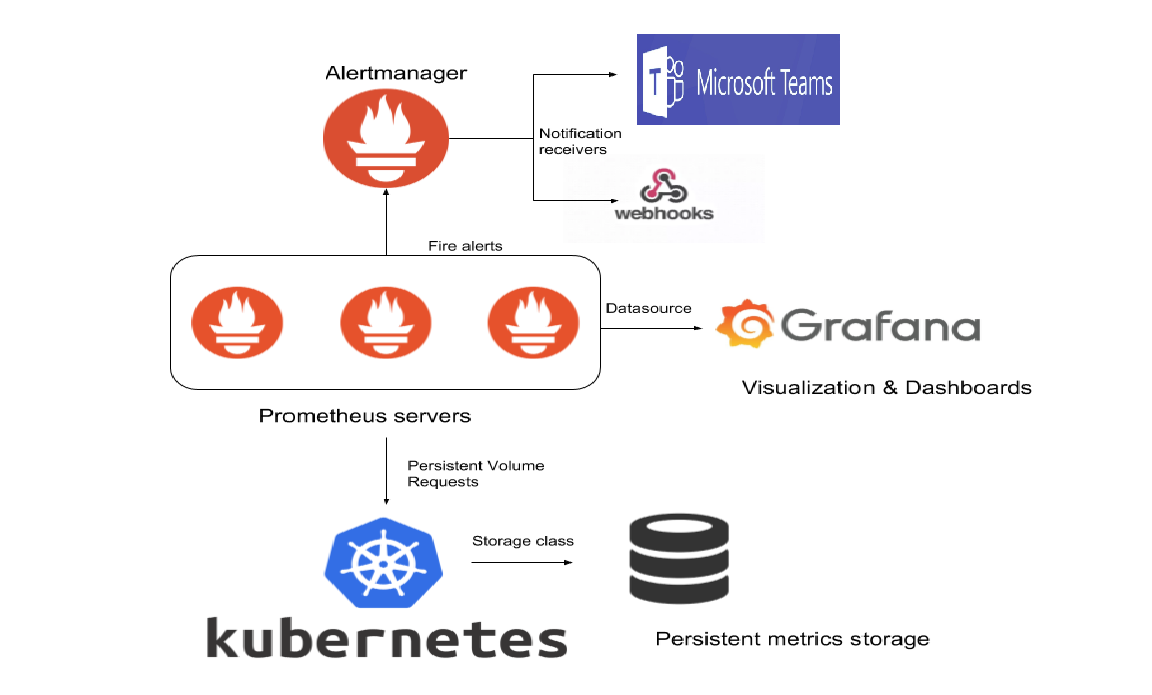 Alertmanager
T
Microsoft Teams
Notification
receivers
webhooks
Fire alerts
Datasource
Grafana
Visualization & Dashboards
Prometheus servers
Persistent Volume
Requests
Storage class
kubernetes
Persistent metrics storage